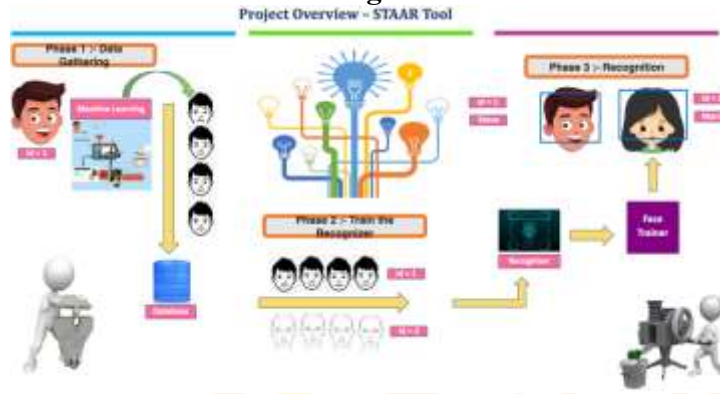 Project Overview – STAAR Tool
Phase 1 :- Data
Gathering
Machine Learning
Id = 1
Database
Phase 2 :- Train the
Recognizer
Id = 1
Id = 2
Phase 3 :- Recognition
Id = 1
Recognizer
Face
Trainer